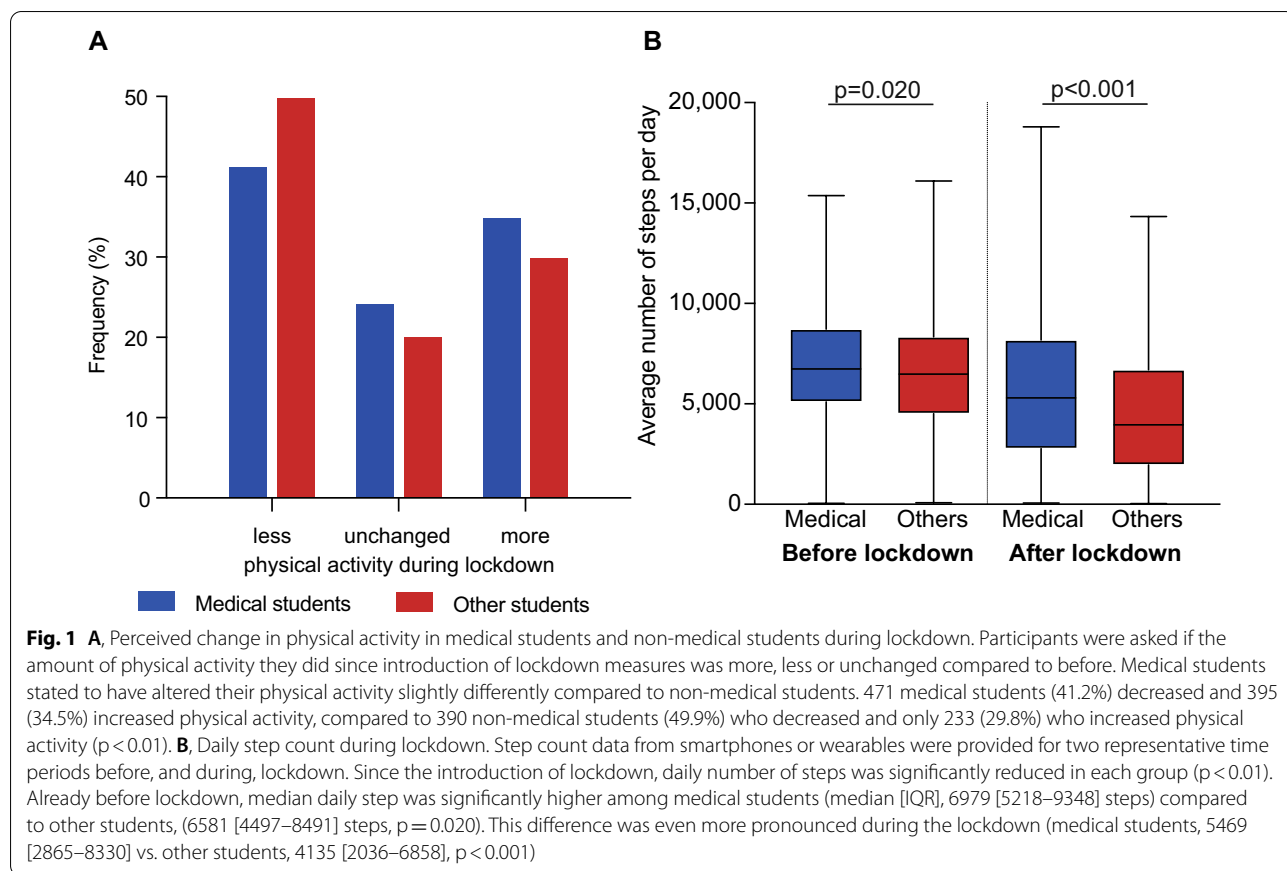 A
B
Frequency (%)
50
40
30
20
10
0
less unchanged more
physical activity during lockdown
Medical students Other students
Average number of steps per day
20,000
15,000
10,000
5,000
0
p=0.020 p<0.001
Medical Others Medical Others
Before lockdown After lockdown
Fig. 1 A, Perceived change in physical activity in medical students and non-medical students during lockdown. Participants were asked if the
amount of physical activity they did since introduction of lockdown measures was more, less or unchanged compared to before. Medical students
stated to have altered their physical activity slightly differently compared to non-medical students. 471 medical students (41.2%) decreased and 395
(34.5%) increased physical activity, compared to 390 non-medical students (49.9%) who decreased and only 233 (29.8%) who increased physical
activity (p < 0.01). B, Daily step count during lockdown. Step count data from smartphones or wearables were provided for two representative time
periods before, and during, lockdown. Since the introduction of lockdown, daily number of steps was significantly reduced in each group (p < 0.01).
Already before lockdown, median daily step was significantly higher among medical students (median [IQR], 6979 [5218–9348] steps) compared
to other students, (6581 [4497–8491] steps, p = 0.020). This difference was even more pronounced during the lockdown (medical students, 5469
[2865–8330] vs. other students, 4135 [2036–6858], p < 0.001)